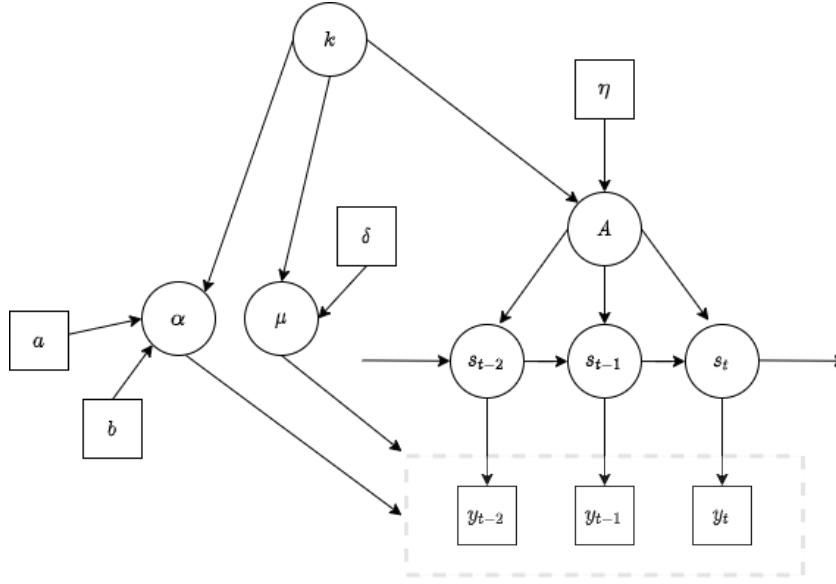 k
η
A
δ
α
μ
a
b
s_{t-2}
s_{t-1}
s_t
y_{t-2}
y_{t-1}
y_t